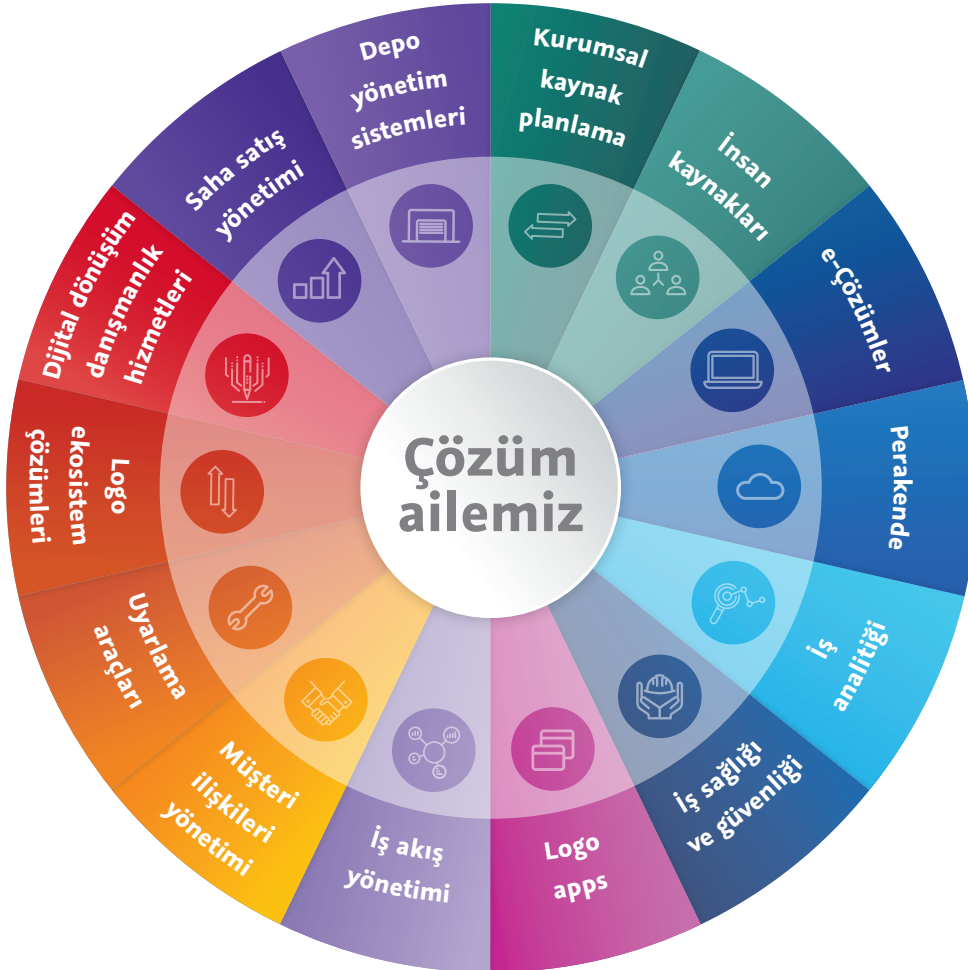 Çözüm
ailemiz
Kurumsal
kaynak
planlama
İnsan
kaynakları
e-Çözümler
Perakende
İş
analitiği
İş sağlığı
ve güvenliği
Logo
apps
İş akış
yönetimi
Müşteri
ilişkileri
yönetimi
Uyarlama
araçları
Logo
ekosistem
çözümleri
Dijital dönüşüm
danışmanlık
hizmetleri
Saha satış
yönetimi
Depo
yönetim
sistemleri